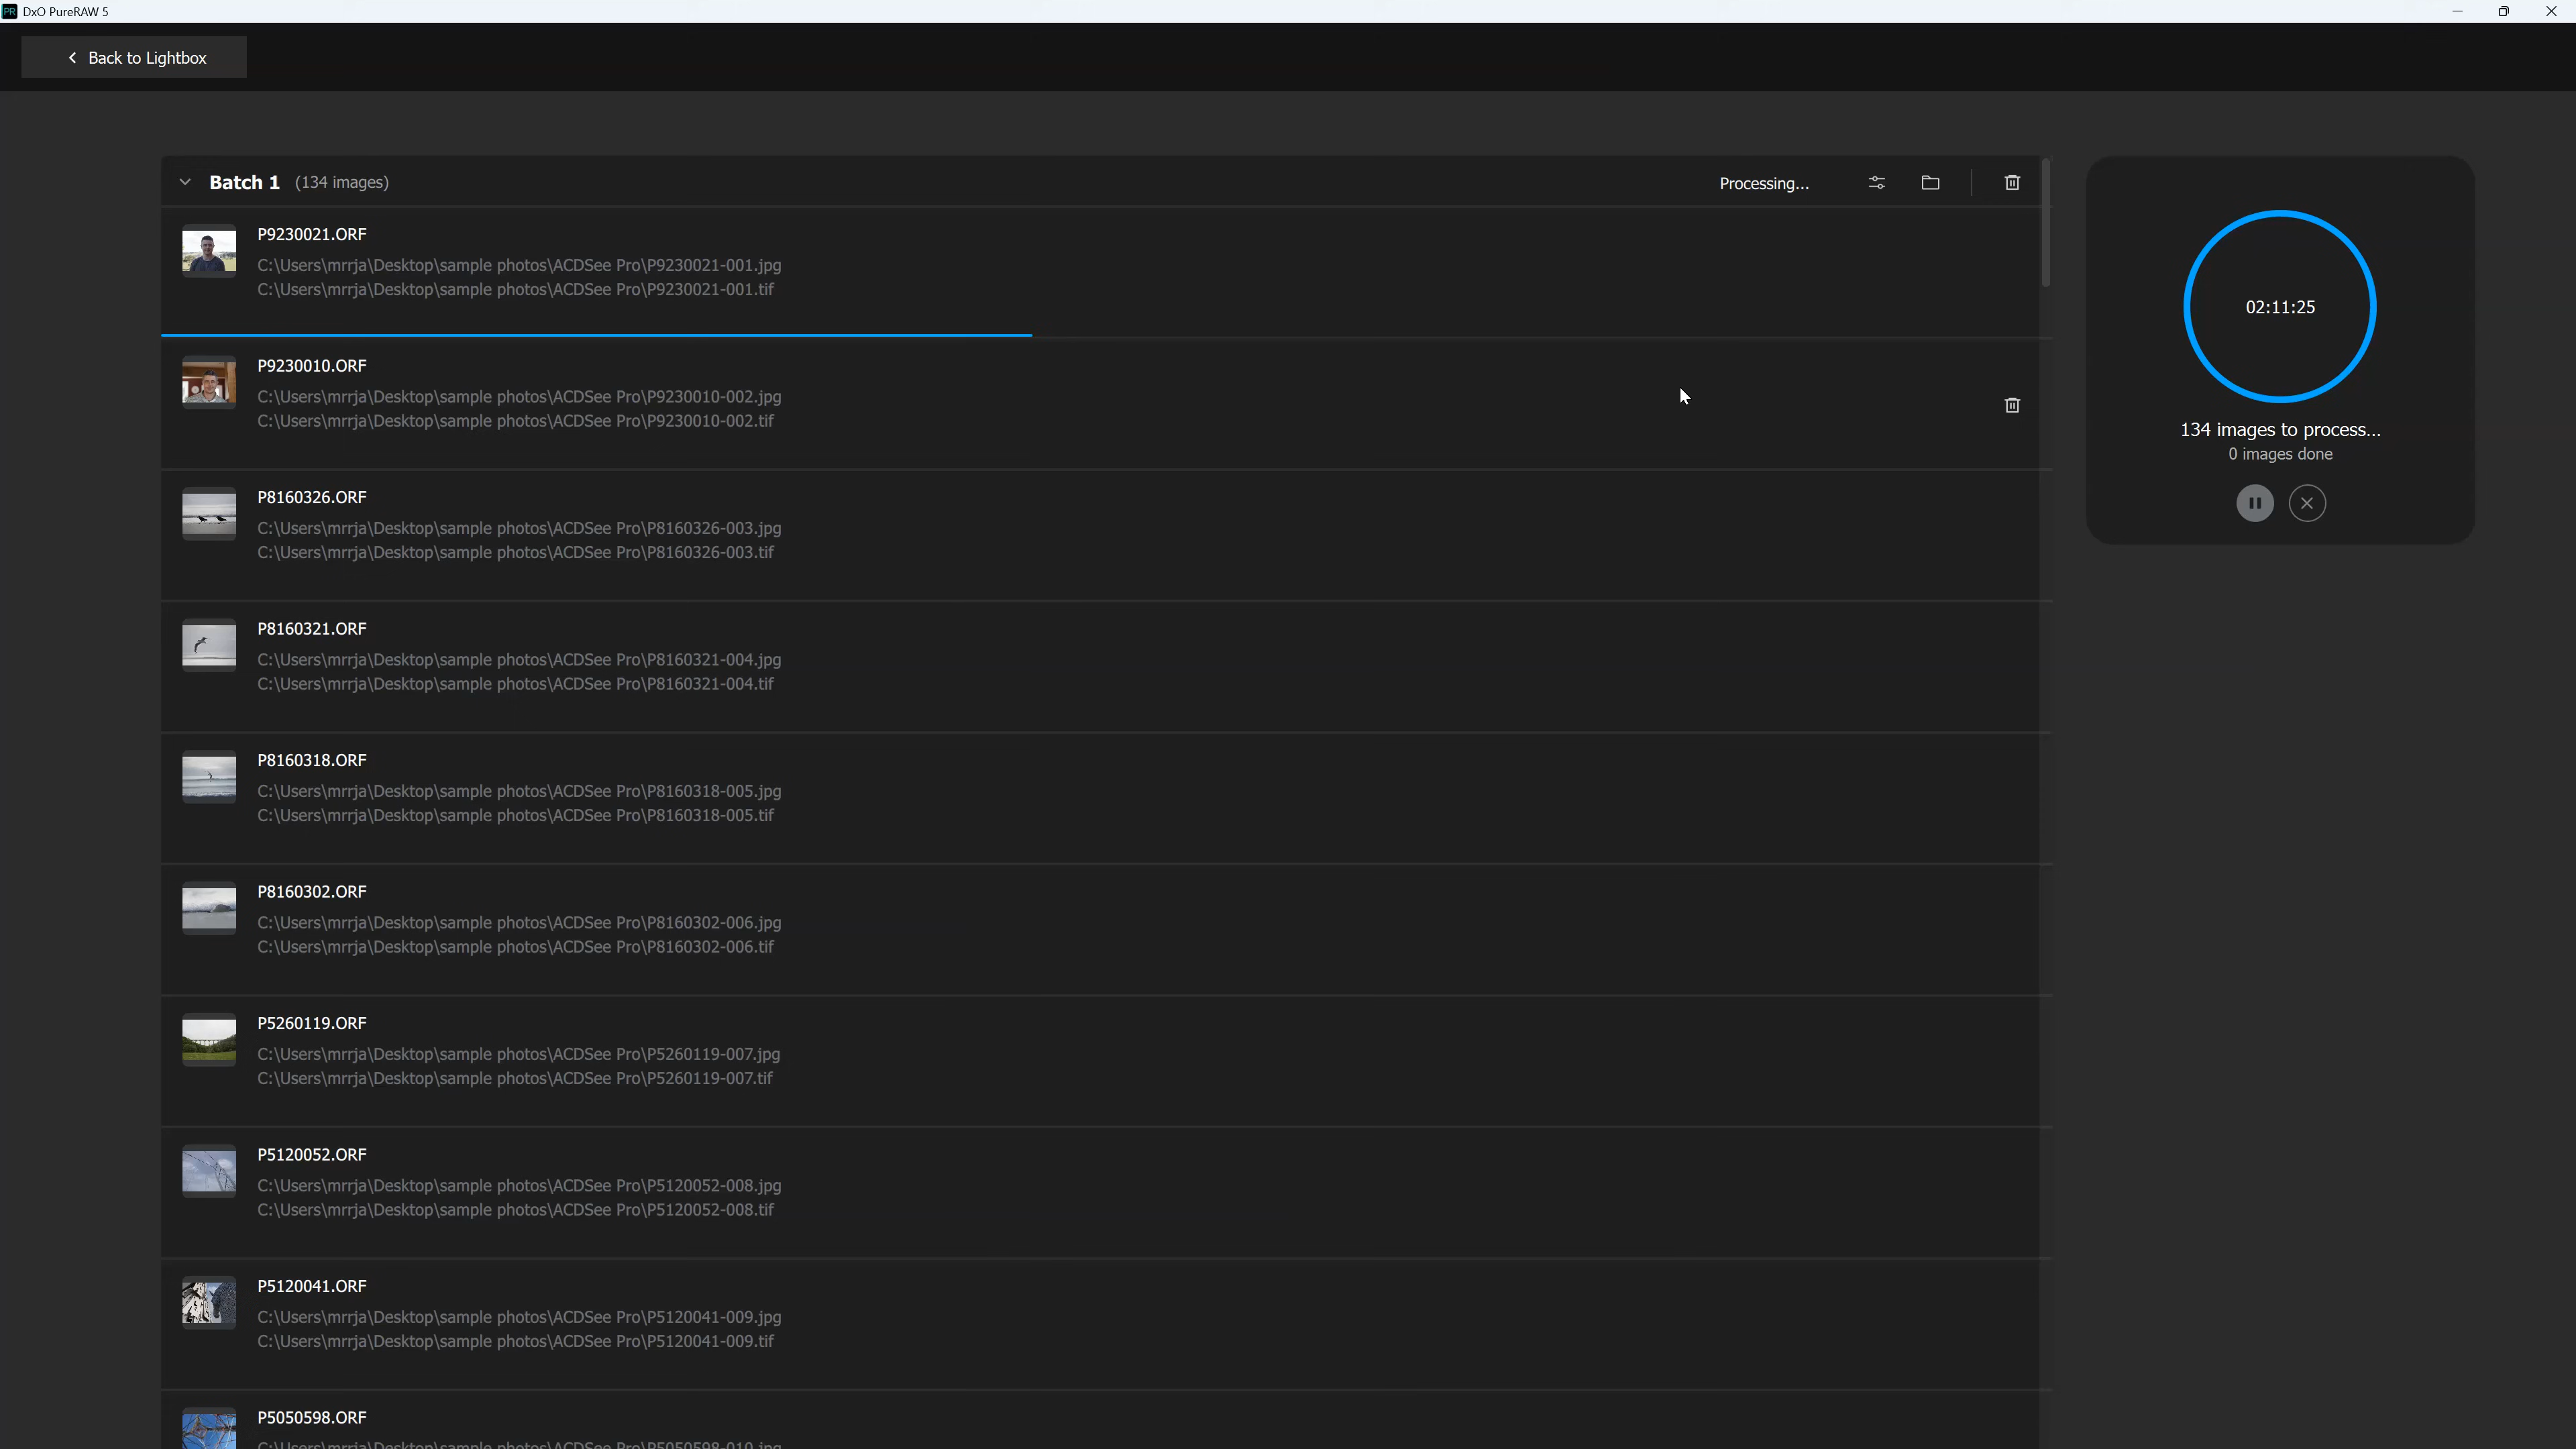 PR DxO PureRAW 5
Back to Lightbox
Batch 1 (134 images) Processing...
P9230021.ORF
C:\Users\mrrja\Desktop\sample photos\ACDSee Pro\P9230021-001.jpg
C:\Users\mrrja\Desktop\sample photos\ACDSee Pro\P9230021-001.tif
P9230010.ORF
C:\Users\mrrja\Desktop\sample photos\ACDSee Pro\P9230010-002.jpg
C:\Users\mrrja\Desktop\sample photos\ACDSee Pro\P9230010-002.tif
P8160326.ORF
C:\Users\mrrja\Desktop\sample photos\ACDSee Pro\P8160326-003.jpg
C:\Users\mrrja\Desktop\sample photos\ACDSee Pro\P8160326-003.tif
P8160321.ORF
C:\Users\mrrja\Desktop\sample photos\ACDSee Pro\P8160321-004.jpg
C:\Users\mrrja\Desktop\sample photos\ACDSee Pro\P8160321-004.tif
P8160318.ORF
C:\Users\mrrja\Desktop\sample photos\ACDSee Pro\P8160318-005.jpg
C:\Users\mrrja\Desktop\sample photos\ACDSee Pro\P8160318-005.tif
P8160302.ORF
C:\Users\mrrja\Desktop\sample photos\ACDSee Pro\P8160302-006.jpg
C:\Users\mrrja\Desktop\sample photos\ACDSee Pro\P8160302-006.tif
P5260119.ORF
C:\Users\mrrja\Desktop\sample photos\ACDSee Pro\P5260119-007.jpg
C:\Users\mrrja\Desktop\sample photos\ACDSee Pro\P5260119-007.tif
P5120052.ORF
C:\Users\mrrja\Desktop\sample photos\ACDSee Pro\P5120052-008.jpg
C:\Users\mrrja\Desktop\sample photos\ACDSee Pro\P5120052-008.tif
P5120041.ORF
C:\Users\mrrja\Desktop\sample photos\ACDSee Pro\P5120041-009.jpg
C:\Users\mrrja\Desktop\sample photos\ACDSee Pro\P5120041-009.tif
P5050598.ORF
C:\Users\mrrja\Desktop\sample photos\ACDSee Pro\P5050598-010.jpg
02:11:25
134 images to process...
0 images done